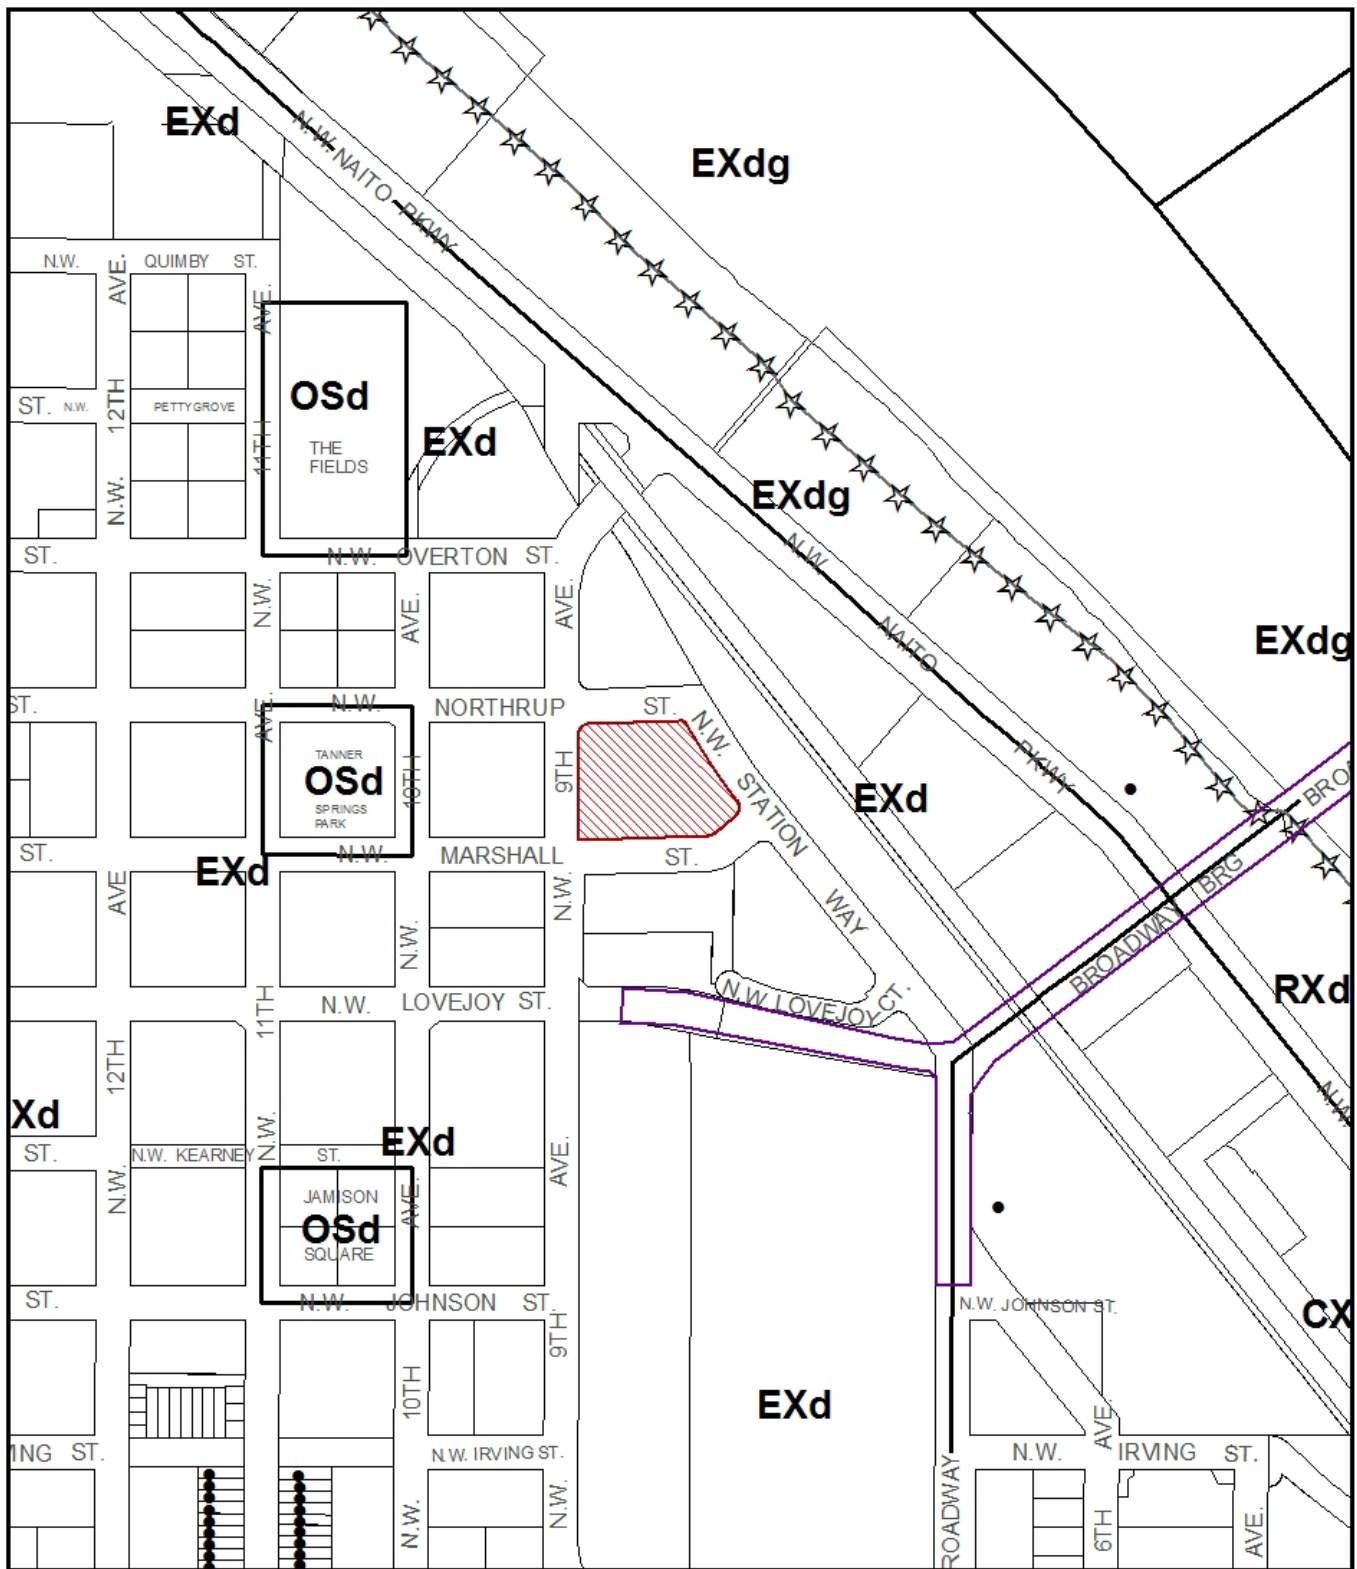 EXd
N.W. NAITO PKWY
EXdg
N.W. QUIMBY ST.
AVE.
AVE.
OSd
ST. N.W. PETTYGROVE
12TH
THE
FIELDS
EXd
11TH
N.W.
EXdg
N.W.
ST.
N.W. OVERTON ST.
N.W.
AVE.
AVE.
NAITO
EXdg
ST.
AVE.
N.W.
NORTHRUP
ST.
N.W.
STATION
WAY
PKWY
TANNER
OSd
SPRINGS
PARK
10TH
9TH
EXd
BROA
ST.
N.W.
MARSHALL
ST.
EXd
AVE
N.W.
N.W.
BROADWAY BRG
N.W. LOVEJOY CT.
RXd
11TH
N.W. LOVEJOY ST.
12TH
Xd
N.W.
EXd
AVE.
N.W.
ST.
N.W. KEARNEY
ST.
N.W.
JAMISON
OSd
SQUARE
AVE.
ST.
N.W. JOHNSON ST.
N.W. JOHNSON ST.
CX
9TH
10TH
EXd
AVE.
ING ST.
N.W. IRVING ST.
N.W. IRVING ST.
N.W.
N.W.
ROADWAY
6TH
AVE.